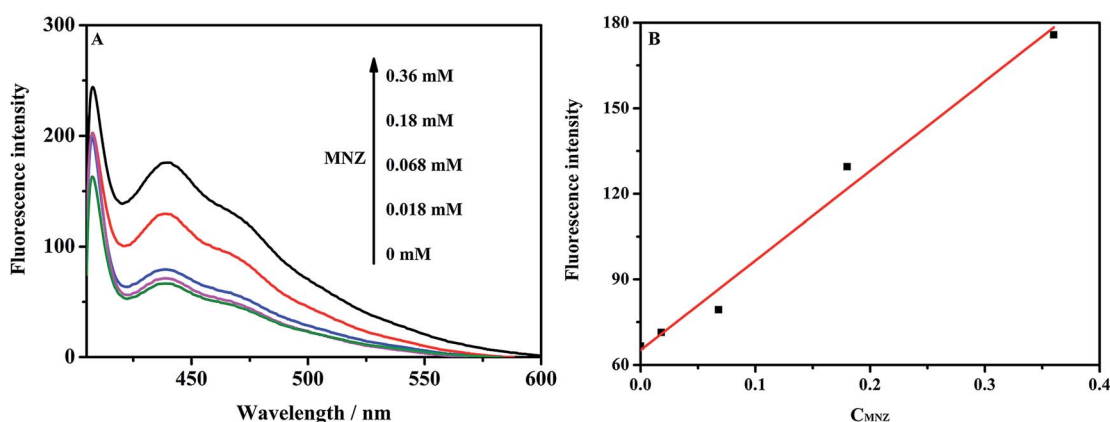 A
300
200
100
0
Fluorescence intensity
MNZ
0.36 mM
0.18 mM
0.068 mM
0.018 mM
0 mM
450 500 550 600
Wavelength / nm
B
180
150
120
90
60
Fluorescence intensity
0.0 0.1 0.2 0.3 0.4
CMNZ